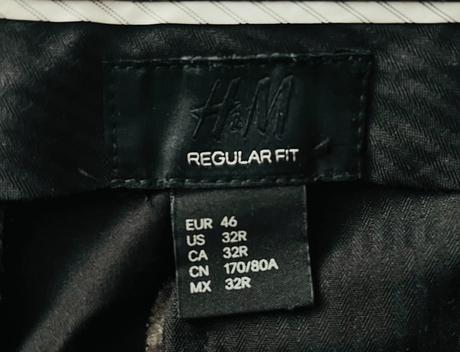 H&M
REGULAR FIT
EUR 46
US 32R
CA 32R
CN 170/80A
MX 32R